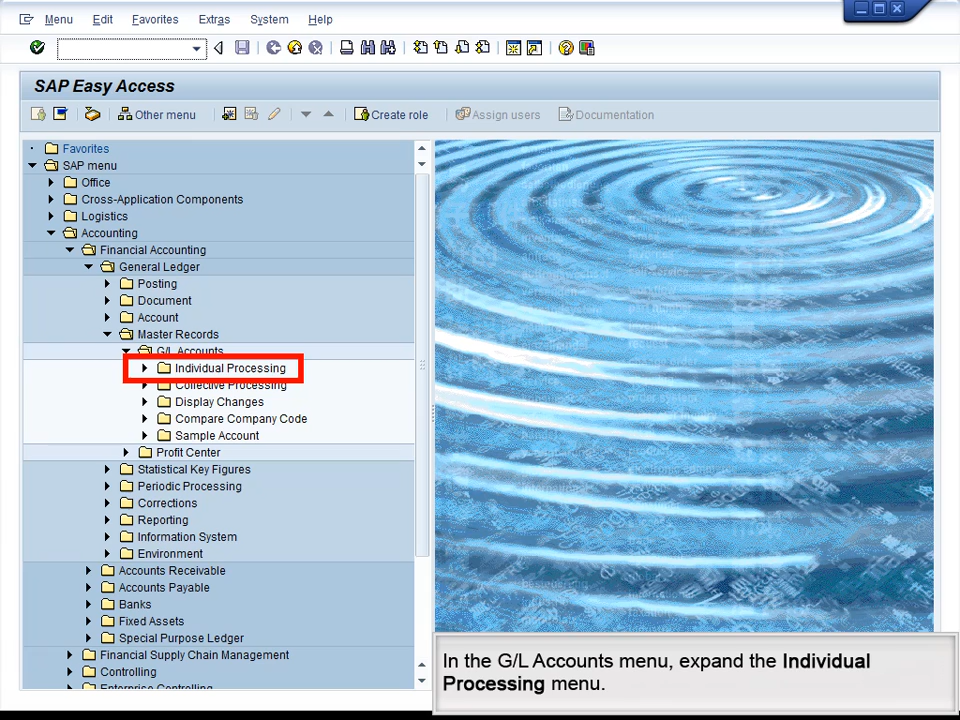 Menu Edit Favorites Extras System Help
SAP Easy Access
Other menu Create role Assign users Documentation
Favorites
SAP menu
Office
Cross-Application Components
Logistics
Accounting
Financial Accounting
General Ledger
Posting
Document
Account
Master Records
G/L Accounts
Individual Processing
Collective Processing
Display Changes
Compare Company Code
Sample Account
Profit Center
Statistical Key Figures
Periodic Processing
Corrections
Reporting
Information System
Environment
Accounts Receivable
Accounts Payable
Banks
Fixed Assets
Special Purpose Ledger
Financial Supply Chain Management
Controlling
Enterprise Controlling
In the G/L Accounts menu, expand the Individual
Processing menu.